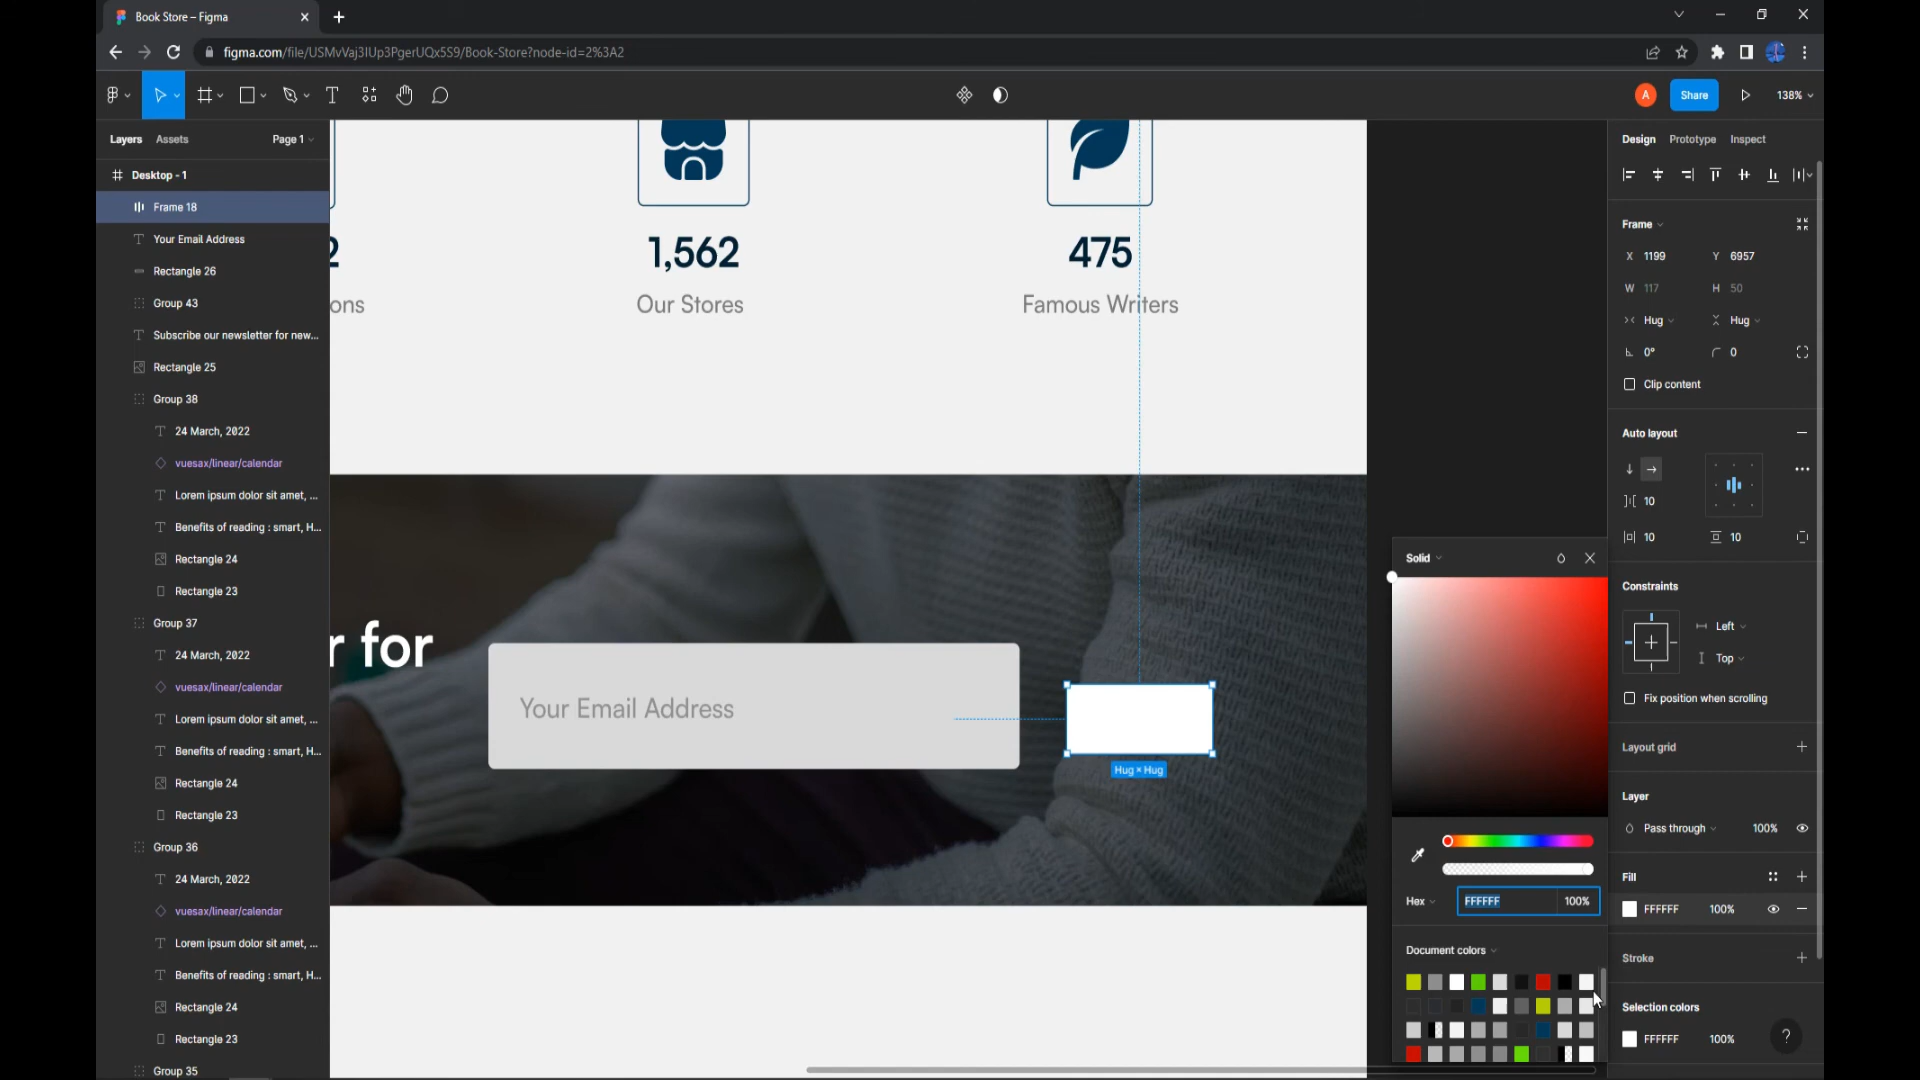 Book Store – Figma
figma.com/file/USMvVaj3IUp3PgerUQx5S9/Book-Store?node-id=2%3A2
A
Share
138%
Layers
Assets
Page 1
Design
Prototype
Inspect
Desktop - 1
Frame 18
Your Email Address
Rectangle 26
Group 43
Subscribe our newsletter for new...
Rectangle 25
Group 38
24 March, 2022
vuesax/linear/calendar
Lorem ipsum dolor sit amet, ...
Benefits of reading : smart, H...
Rectangle 24
Rectangle 23
Group 37
24 March, 2022
vuesax/linear/calendar
Lorem ipsum dolor sit amet, ...
Benefits of reading : smart, H...
Rectangle 24
Rectangle 23
Group 36
24 March, 2022
vuesax/linear/calendar
Lorem ipsum dolor sit amet, ...
Benefits of reading : smart, H...
Rectangle 24
Rectangle 23
Group 35
2
ons
1,562
Our Stores
475
Famous Writers
r for
Your Email Address
Hug × Hug
Solid
Hex
FFFFFF
100%
Document colors
Frame
X 1199
Y 6957
W 117
H 50
Hug
Hug
0°
0
Clip content
Auto layout
10
10
10
Constraints
Left
Top
Fix position when scrolling
Layout grid
Layer
Pass through
100%
Fill
FFFFFF
100%
Stroke
Selection colors
FFFFFF
100%
?